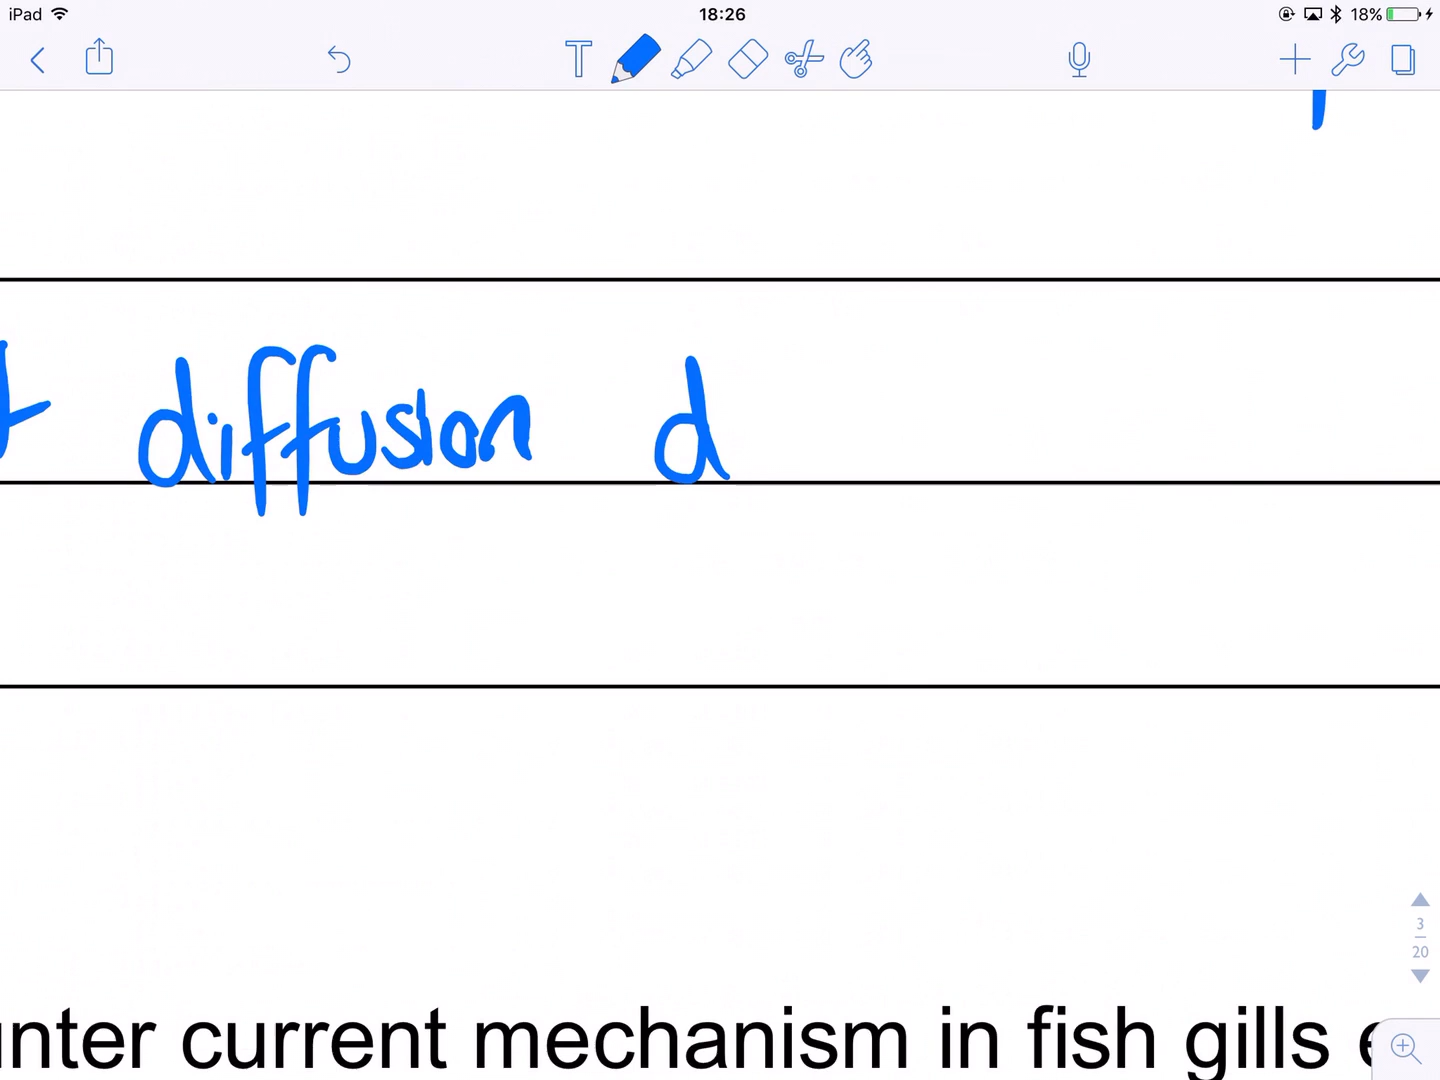 iPad 18:26 18%
diffusion d
3
20
nter current mechanism in fish gills